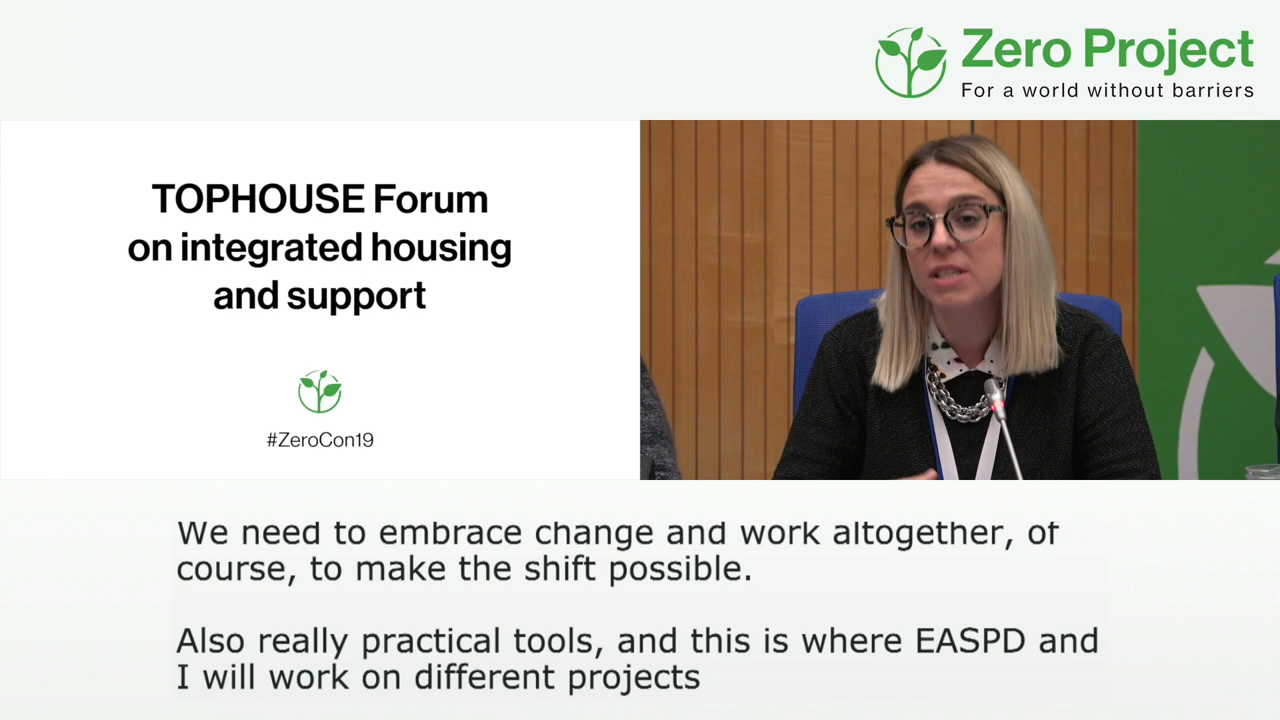 Zero Project
For a world without barriers
TOPHOUSE Forum
on integrated housing
and support
#ZeroCon19
We need to embrace change and work altogether, of
course, to make the shift possible.
Also really practical tools, and this is where EASPD and
I will work on different projects